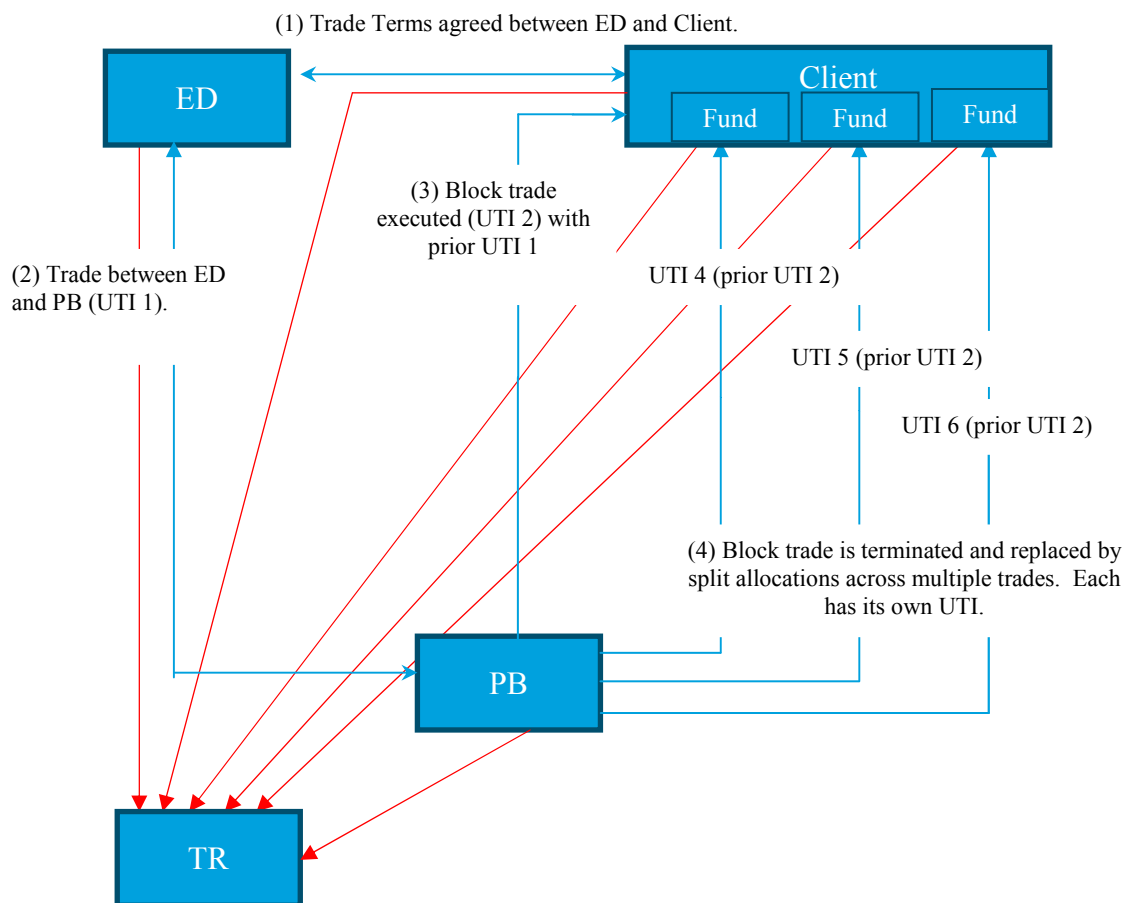 (1) Trade Terms agreed between ED and Client.
ED
Client
Fund
Fund
Fund
(3) Block trade
executed (UTI 2) with
prior UTI 1
(2) Trade between ED
and PB (UTI 1).
UTI 4 (prior UTI 2)
UTI 5 (prior UTI 2)
UTI 6 (prior UTI 2)
(4) Block trade is terminated and replaced by
split allocations across multiple trades.  Each
has its own UTI.
PB
TR